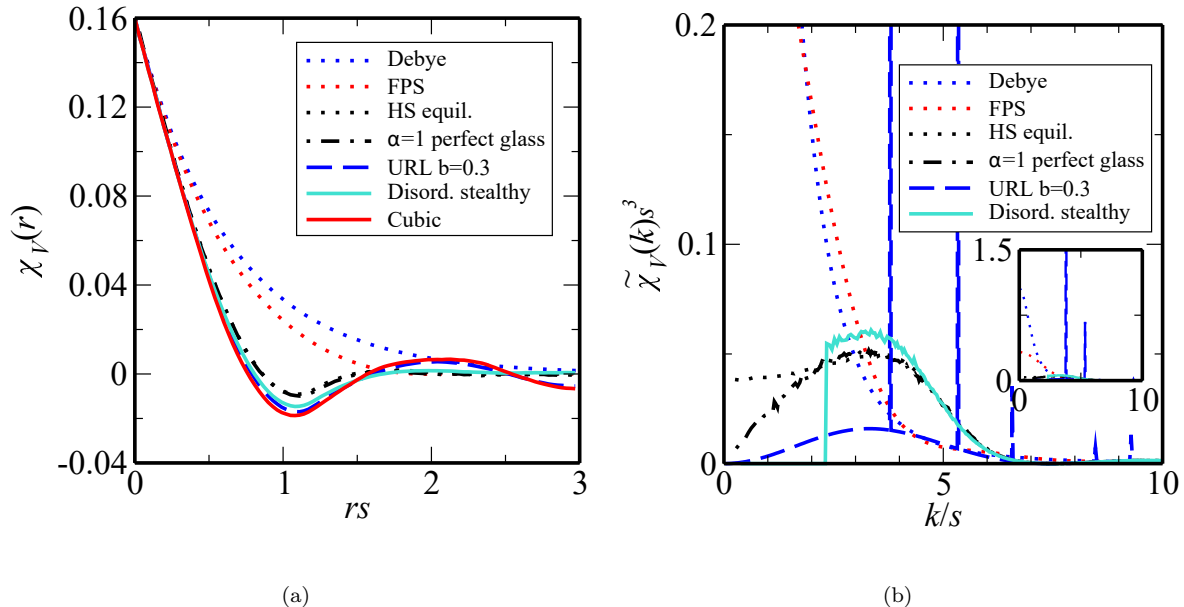 0.16
0.12
0.08
0.04
0
-0.04
χ_V(r)
Debye
FPS
HS equil.
α=1 perfect glass
URL b=0.3
Disord. stealthy
Cubic
0
1
2
3
rs
(a)
0.2
0.1
0
χ̃_V(k)s³
Debye
FPS
HS equil.
α=1 perfect glass
URL b=0.3
Disord. stealthy
1.5
0
0
10
0
5
10
k/s
(b)